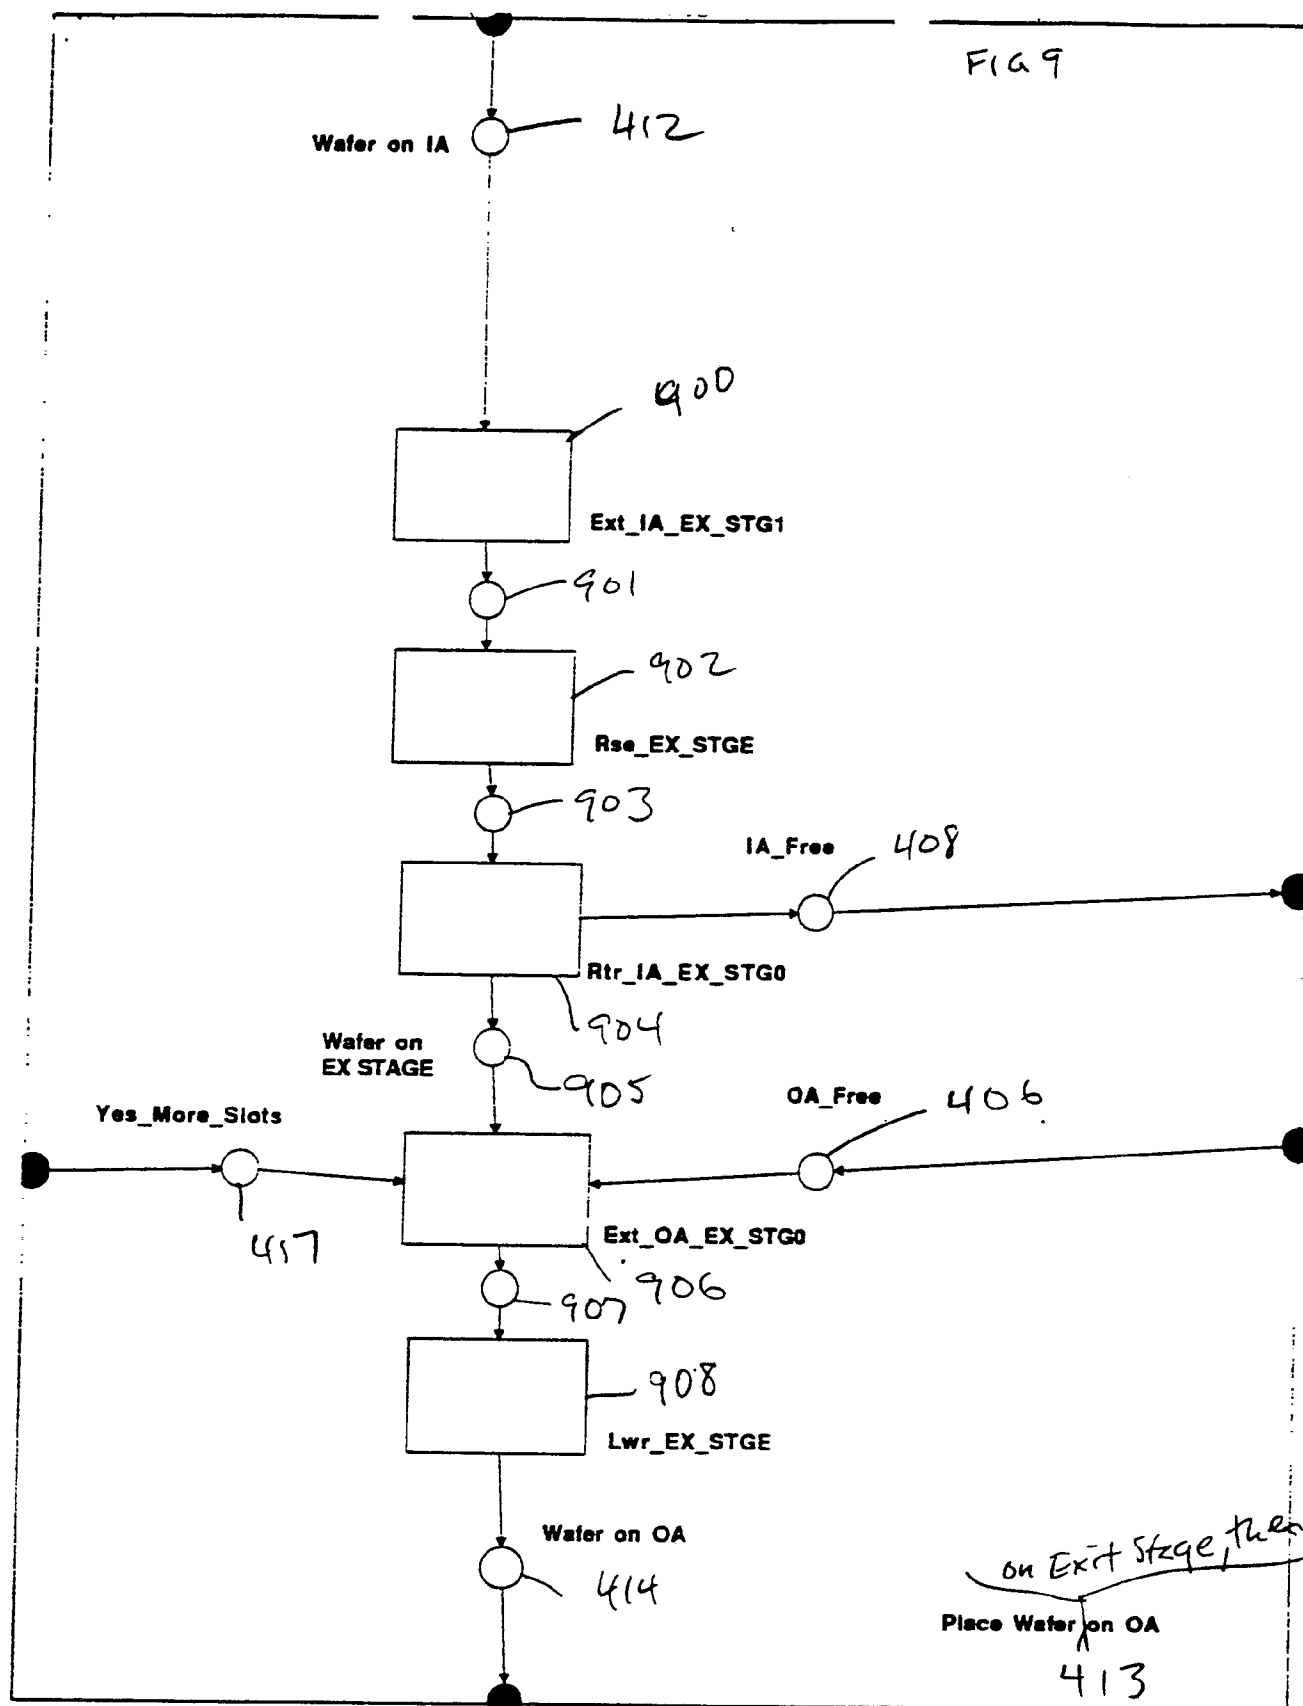 FIG 9
Wafer on IA
412
900
Ext_IA_EX_STG1
901
902
Rse_EX_STGE
903
IA_Free
408
Rtr_IA_EX_STG0
904
Wafer on
EX STAGE
905
Yes_More_Slots
OA_Free
406
417
Ext_OA_EX_STG0
906
907
908
Lwr_EX_STGE
Wafer on OA
414
on Exit Stage, then
Place Wafer on OA
413